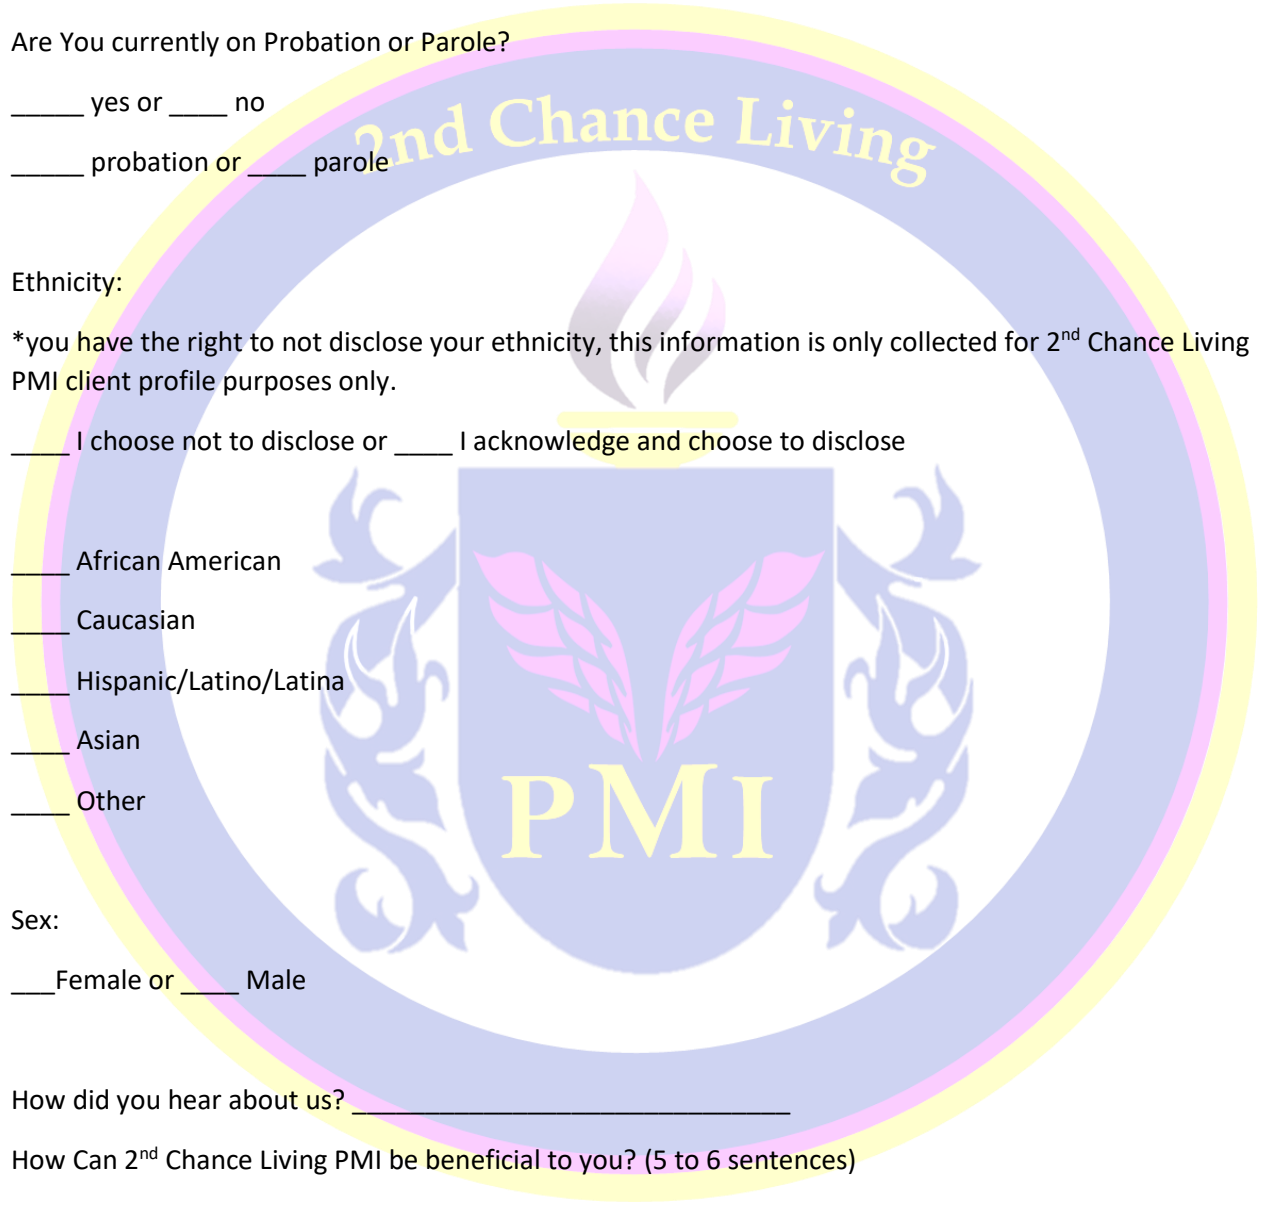 Are You currently on Probation or Parole?
_____ yes or ____ no
2nd Chance Living
_____ probation or ____ parole
Ethnicity:
*you have the right to not disclose your ethnicity, this information is only collected for 2nd Chance Living
PMI client profile purposes only.
____ I choose not to disclose or ____ I acknowledge and choose to disclose
____ African American
____ Caucasian
____ Hispanic/Latino/Latina
____ Asian
____ Other
PMI
Sex:
___Female or ____ Male
How did you hear about us? ______________________________
How Can 2nd Chance Living PMI be beneficial to you? (5 to 6 sentences)